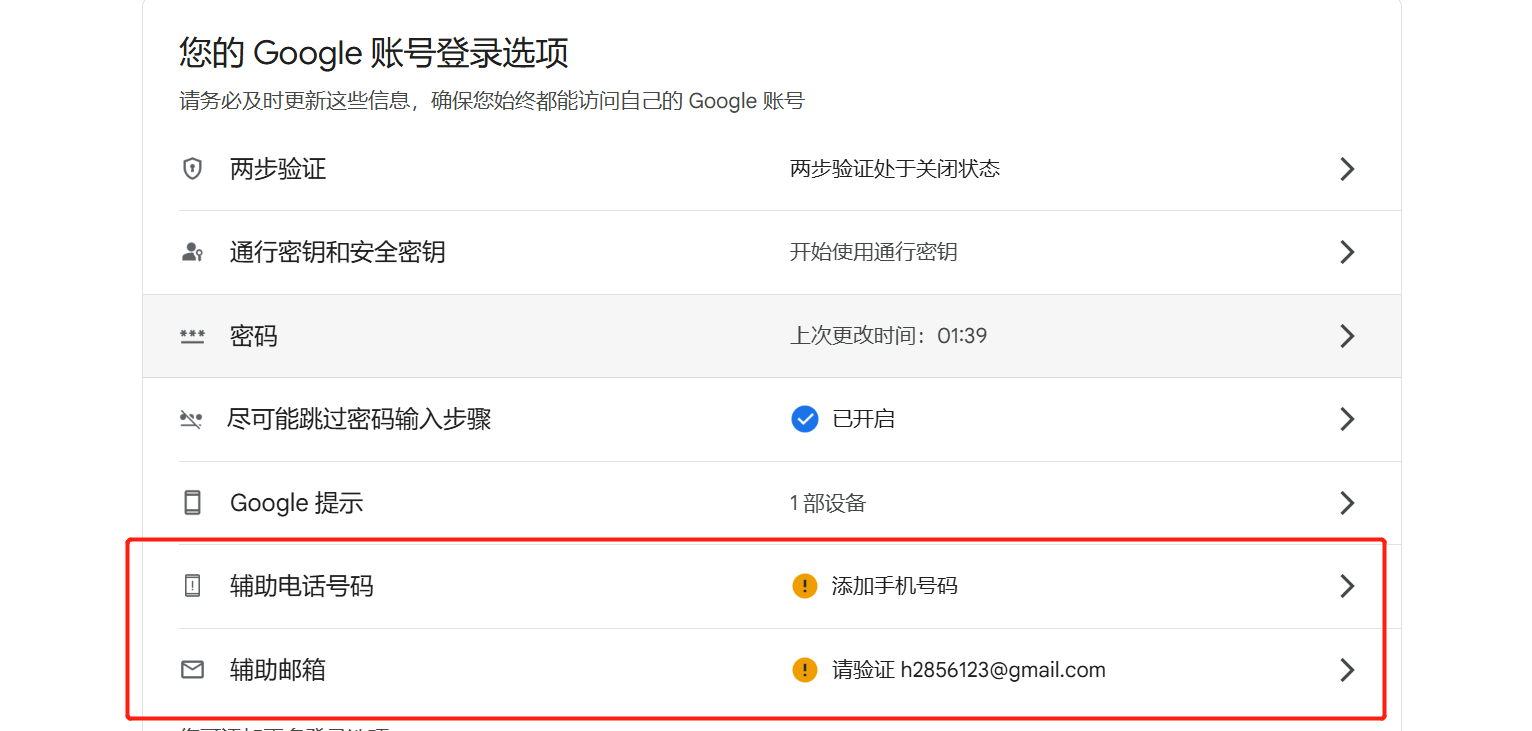 您的 Google 账号登录选项
请务必及时更新这些信息，确保您始终都能访问自己的 Google 账号
两步验证 两步验证处于关闭状态
通行密钥和安全密钥 开始使用通行密钥
密码 上次更改时间：01:39
尽可能跳过密码输入步骤 已开启
Google 提示 1 部设备
辅助电话号码 添加手机号码
辅助邮箱 请验证 h2856123@gmail.com